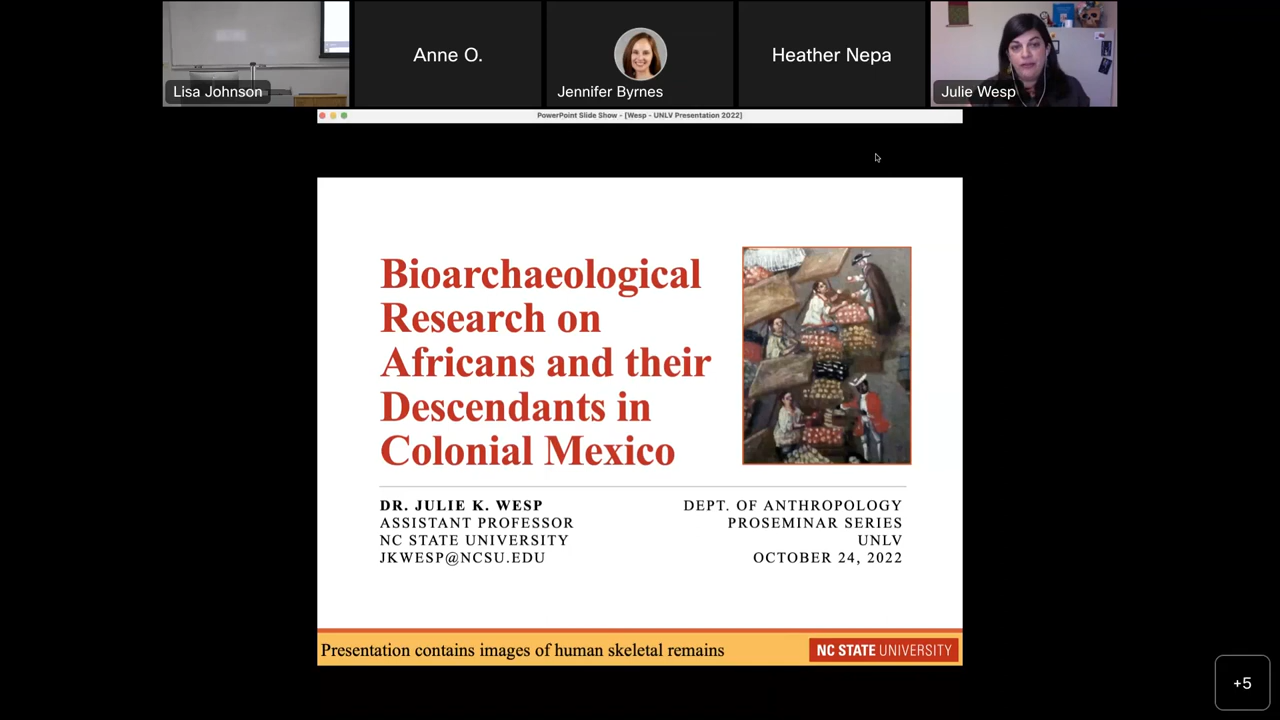 Lisa Johnson
Anne O.
Jennifer Byrnes
Heather Nepa
Julie Wesp
PowerPoint Slide Show - [Wesp - UNLV Presentation 2022]
Bioarchaeological
Research on
Africans and their
Descendants in
Colonial Mexico
DR. JULIE K. WESP
ASSISTANT PROFESSOR
NC STATE UNIVERSITY
JKWESP@NCSU.EDU
DEPT. OF ANTHROPOLOGY
PROSEMINAR SERIES
UNLV
OCTOBER 24, 2022
Presentation contains images of human skeletal remains
NC STATE UNIVERSITY
+5